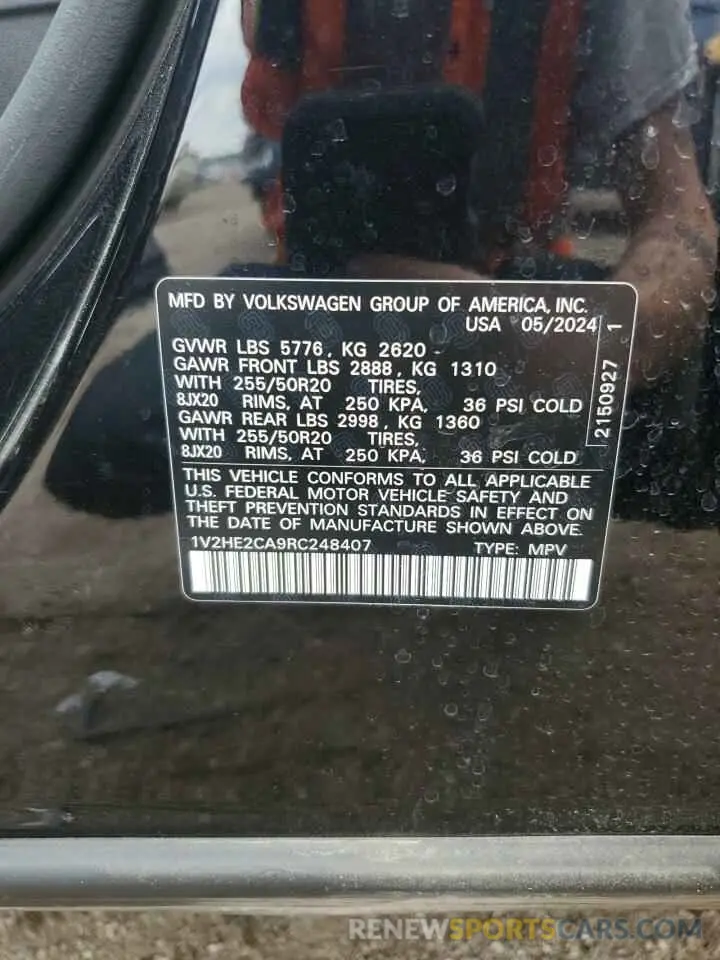 MFD BY VOLKSWAGEN GROUP OF AMERICA, INC.
USA 05/2024
GVWR LBS 5776, KG 2620
GAWR FRONT LBS 2888, KG 1310
WITH 255/50R20 TIRES,
8JX20 RIMS, AT 250 KPA, 36 PSI COLD
GAWR REAR LBS 2998, KG 1360
WITH 255/50R20 TIRES,
8JX20 RIMS, AT 250 KPA, 36 PSI COLD
2150927 1
THIS VEHICLE CONFORMS TO ALL APPLICABLE
U.S. FEDERAL MOTOR VEHICLE SAFETY AND
THEFT PREVENTION STANDARDS IN EFFECT ON
THE DATE OF MANUFACTURE SHOWN ABOVE.
1V2HE2CA9RC248407 TYPE: MPV
RENEWSPORTSCARS.COM